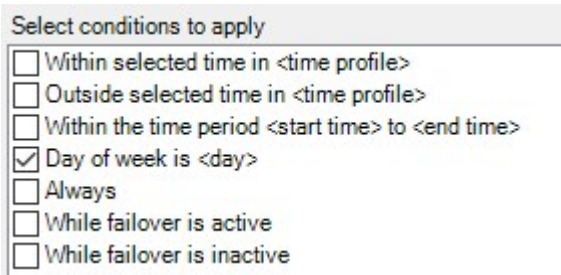 Select conditions to apply
Within selected time in <time profile>
Outside selected time in <time profile>
Within the time period <start time> to <end time>
Day of week is <day>
Always
While failover is active
While failover is inactive